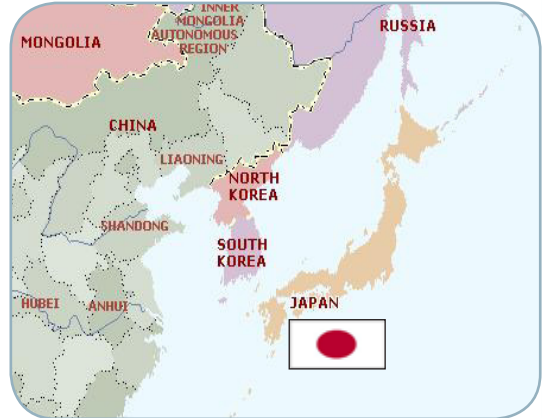 INNER
MONGOLIA
AUTONOMOUS
REGION
RUSSIA
MONGOLIA
CHINA
LIAONING
NORTH
KOREA
SHANDONG
SOUTH
KOREA
HUBEI
ANHUI
JAPAN